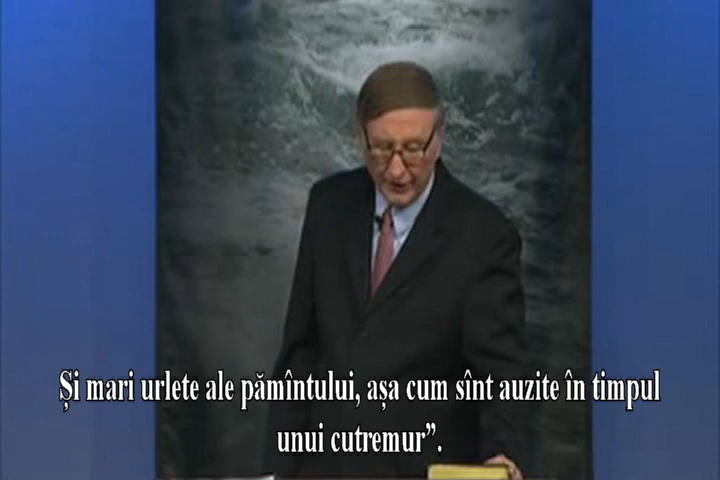 Și mari urlete ale pămîntului, așa cum sînt auzite în timpul
unui cutremur”.